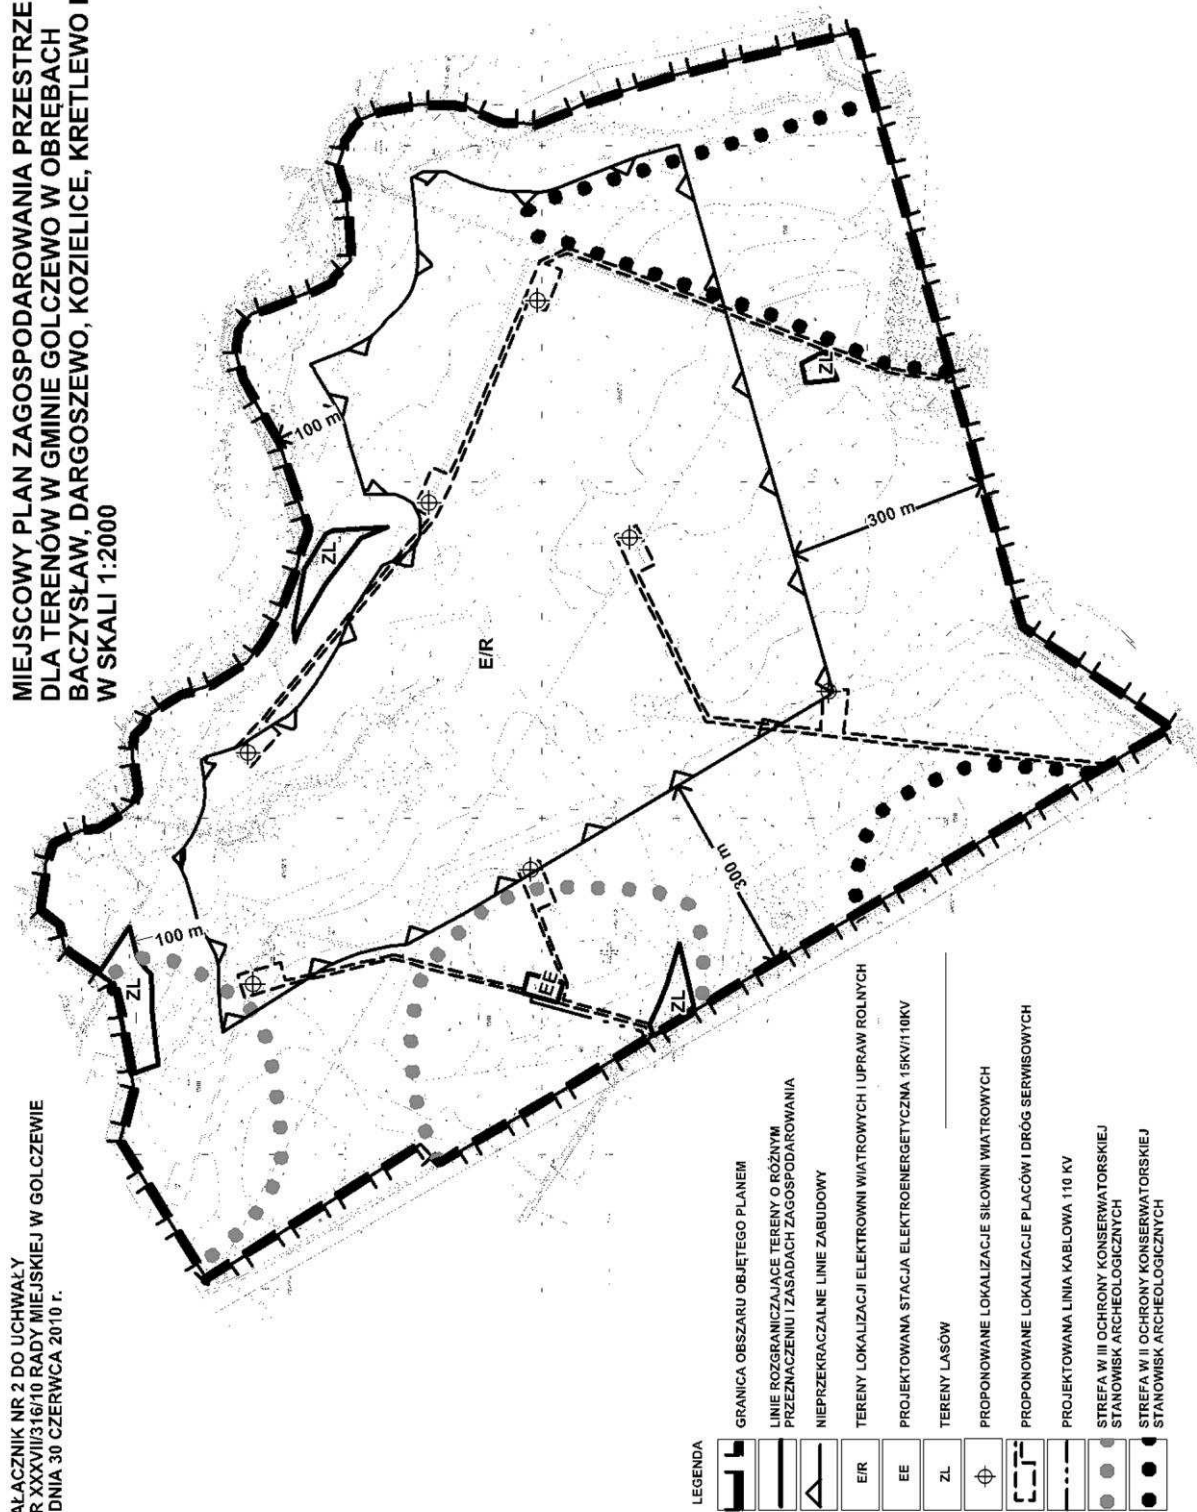 AŁĄCZNIK NR 2 DO UCHWAŁY
R XXXVII/316/10 RADY MIEJSKIEJ W GOLCZEWIE
DNIA 30 CZERWCA 2010 r.
MIEJSCOWY PLAN ZAGOSPODAROWANIA PRZESTRZE
DLA TERENÓW W GMINIE GOLCZEWO W OBRĘBACH
BACZYSŁAW, DARGOSZEWO, KOZIELICE, KRETLEWO
W SKALI 1:2000
ZL
100 m
ZL
100 m
E/R
EE
ZL
300 m
300 m
ZL
LEGENDA
GRANICA OBSZARU OBJĘTEGO PLANEM
LINIE ROZGRANICZAJĄCE TERENY O RÓŻNYM
PRZEZNACZENIU I ZASADACH ZAGOSPODAROWANIA
NIEPRZEKRACZALNE LINIE ZABUDOWY
E/R TERENY LOKALIZACJI ELEKTROWNI WIATROWYCH I UPRAW ROLNYCH
EE PROJEKTOWANA STACJA ELEKTROENERGETYCZNA 15KV/110KV
ZL TERENY LASÓW
PROPONOWANE LOKALIZACJE SIŁOWNI WIATROWYCH
PROPONOWANE LOKALIZACJE PLACÓW I DRÓG SERWISOWYCH
PROJEKTOWANA LINIA KABLOWA 110 KV
STREFA W III OCHRONY KONSERWATORSKIEJ
STANOWISK ARCHEOLOGICZNYCH
STREFA W II OCHRONY KONSERWATORSKIEJ
STANOWISK ARCHEOLOGICZNYCH